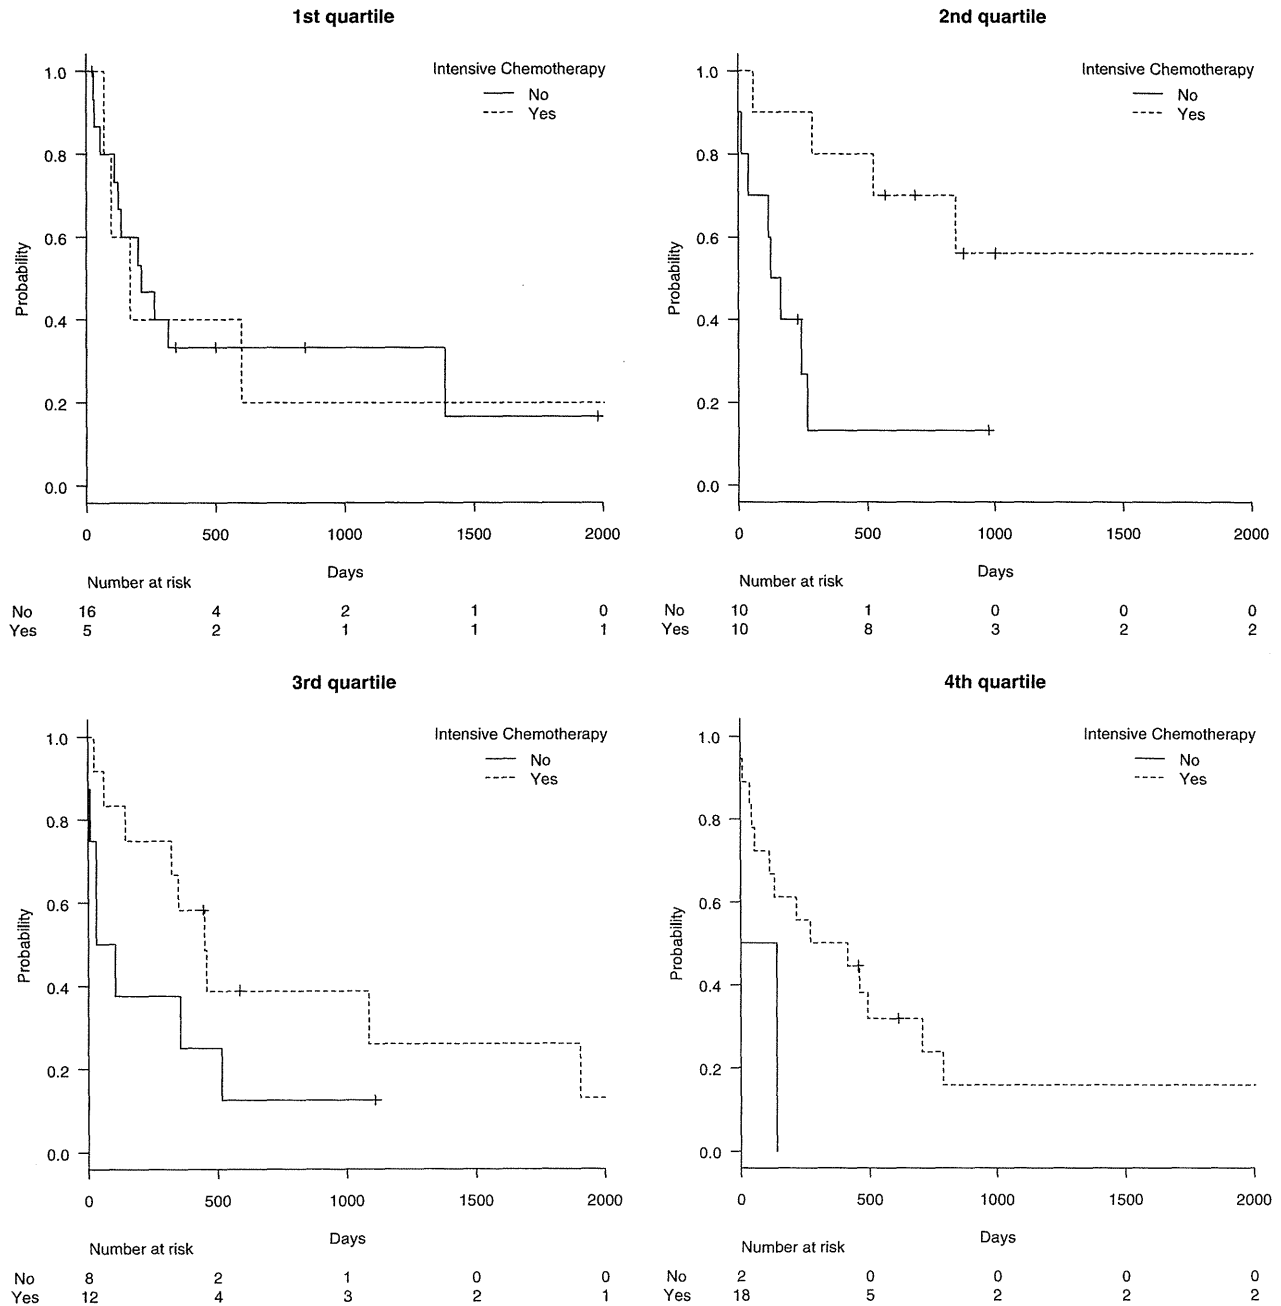 1st quartile
Intensive Chemotherapy
No
Yes
Probability
1.0
0.8
0.6
0.4
0.2
0.0
0 500 1000 1500 2000
Days
Number at risk
No 16 4 2 1 0
Yes 5 2 1 1 1
2nd quartile
Intensive Chemotherapy
No
Yes
Probability
1.0
0.8
0.6
0.4
0.2
0.0
0 500 1000 1500 2000
Days
Number at risk
No 10 1 0 0 0
Yes 10 8 3 2 2
3rd quartile
Intensive Chemotherapy
No
Yes
Probability
1.0
0.8
0.6
0.4
0.2
0.0
0 500 1000 1500 2000
Days
Number at risk
No 8 2 1 0 0
Yes 12 4 3 2 1
4th quartile
Intensive Chemotherapy
No
Yes
Probability
1.0
0.8
0.6
0.4
0.2
0.0
0 500 1000 1500 2000
Days
Number at risk
No 2 0 0 0 0
Yes 18 5 2 2 2